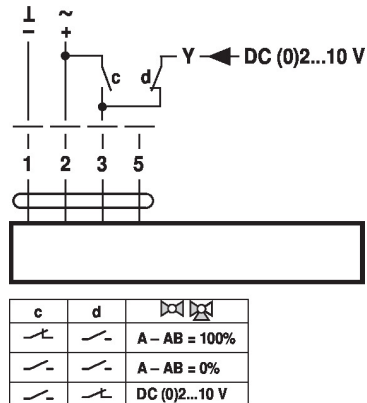 ⊥ ~
– +
c d Y DC (0)2...10 V
1 2 3 5
c d
A – AB = 100%
A – AB = 0%
DC (0)2...10 V